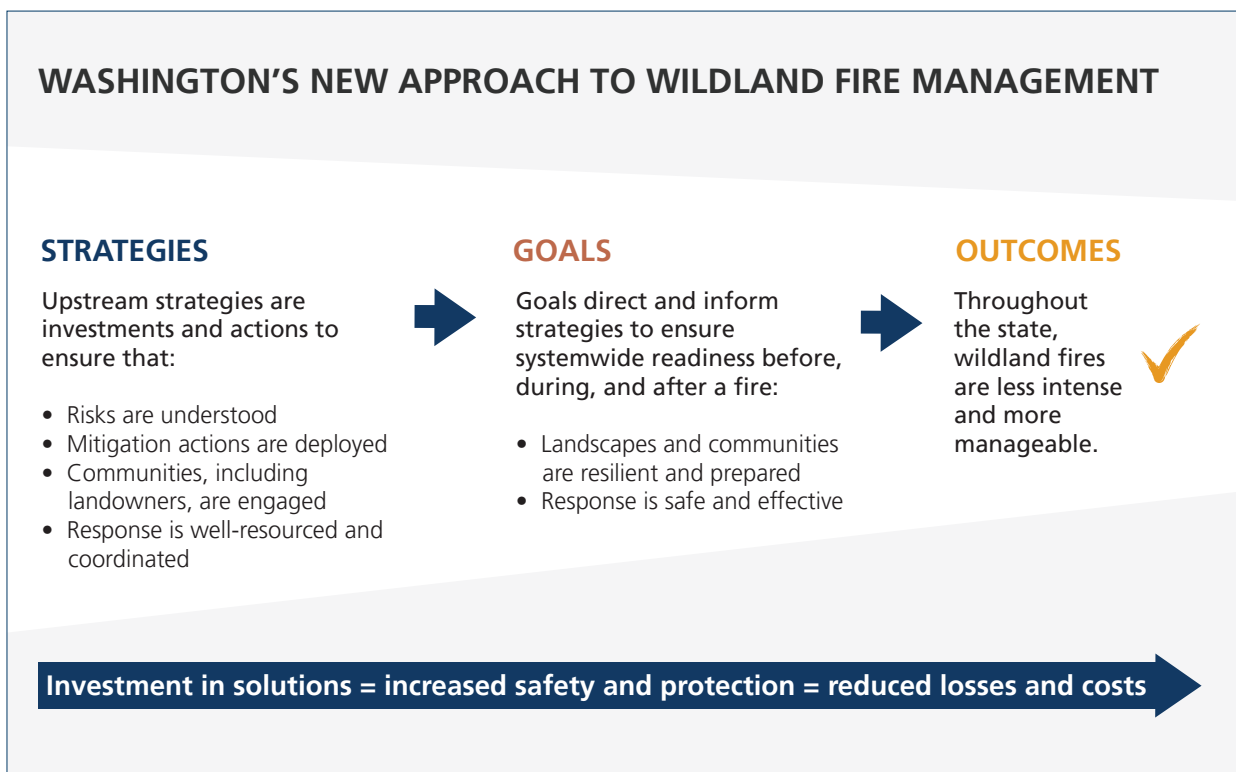 WASHINGTON'S NEW APPROACH TO WILDLAND FIRE MANAGEMENT
STRATEGIES
Upstream strategies are
investments and actions to
ensure that:
• Risks are understood
• Mitigation actions are deployed
• Communities, including
landowners, are engaged
• Response is well-resourced and
coordinated
GOALS
Goals direct and inform
strategies to ensure
systemwide readiness before,
during, and after a fire:
• Landscapes and communities
are resilient and prepared
• Response is safe and effective
OUTCOMES
Throughout
the state,
wildland fires
are less intense
and more
manageable.
Investment in solutions = increased safety and protection = reduced losses and costs